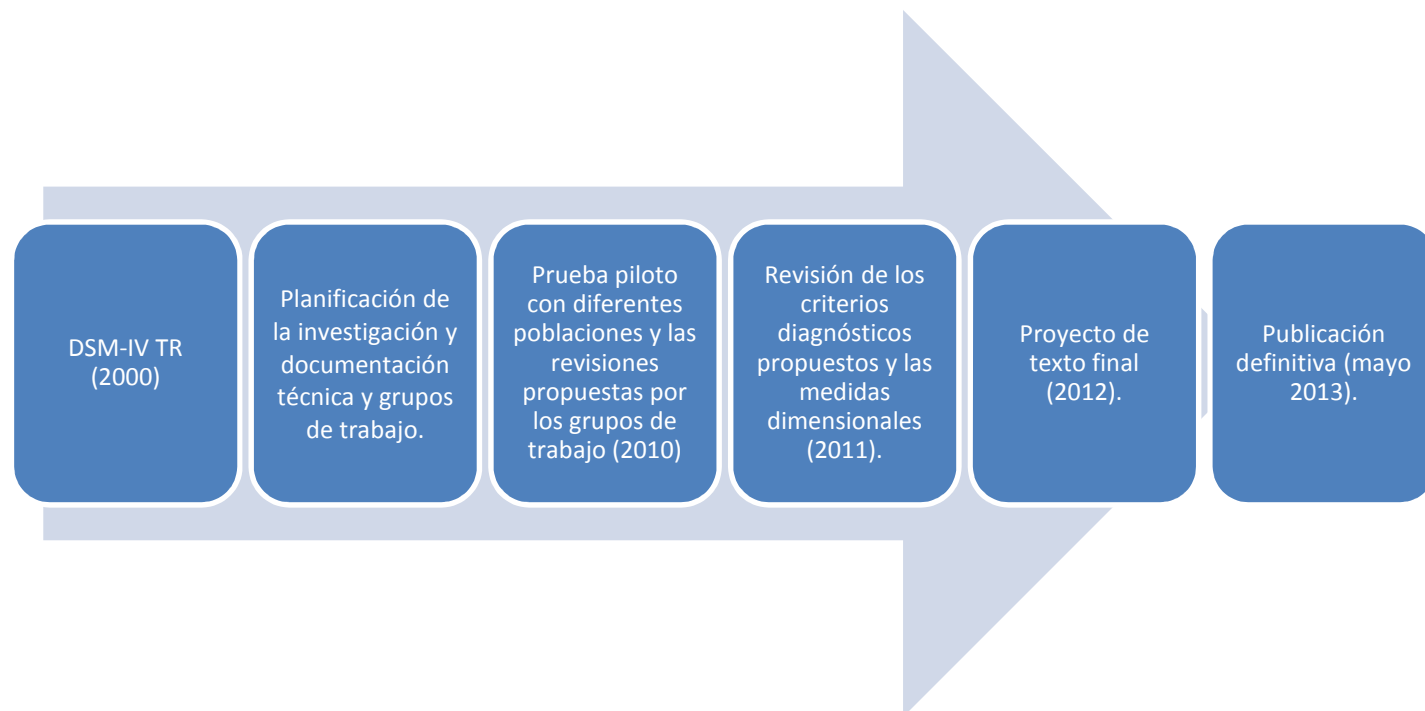 DSM-IV TR
(2000)
Planificación de
la investigación y
documentación
técnica y grupos
de trabajo.
Prueba piloto
con diferentes
poblaciones y las
revisiones
propuestas por
los grupos de
trabajo (2010)
Revisión de los
criterios
diagnósticos
propuestos y las
medidas
dimensionales
(2011).
Proyecto de
texto final
(2012).
Publicación
definitiva (mayo
2013).